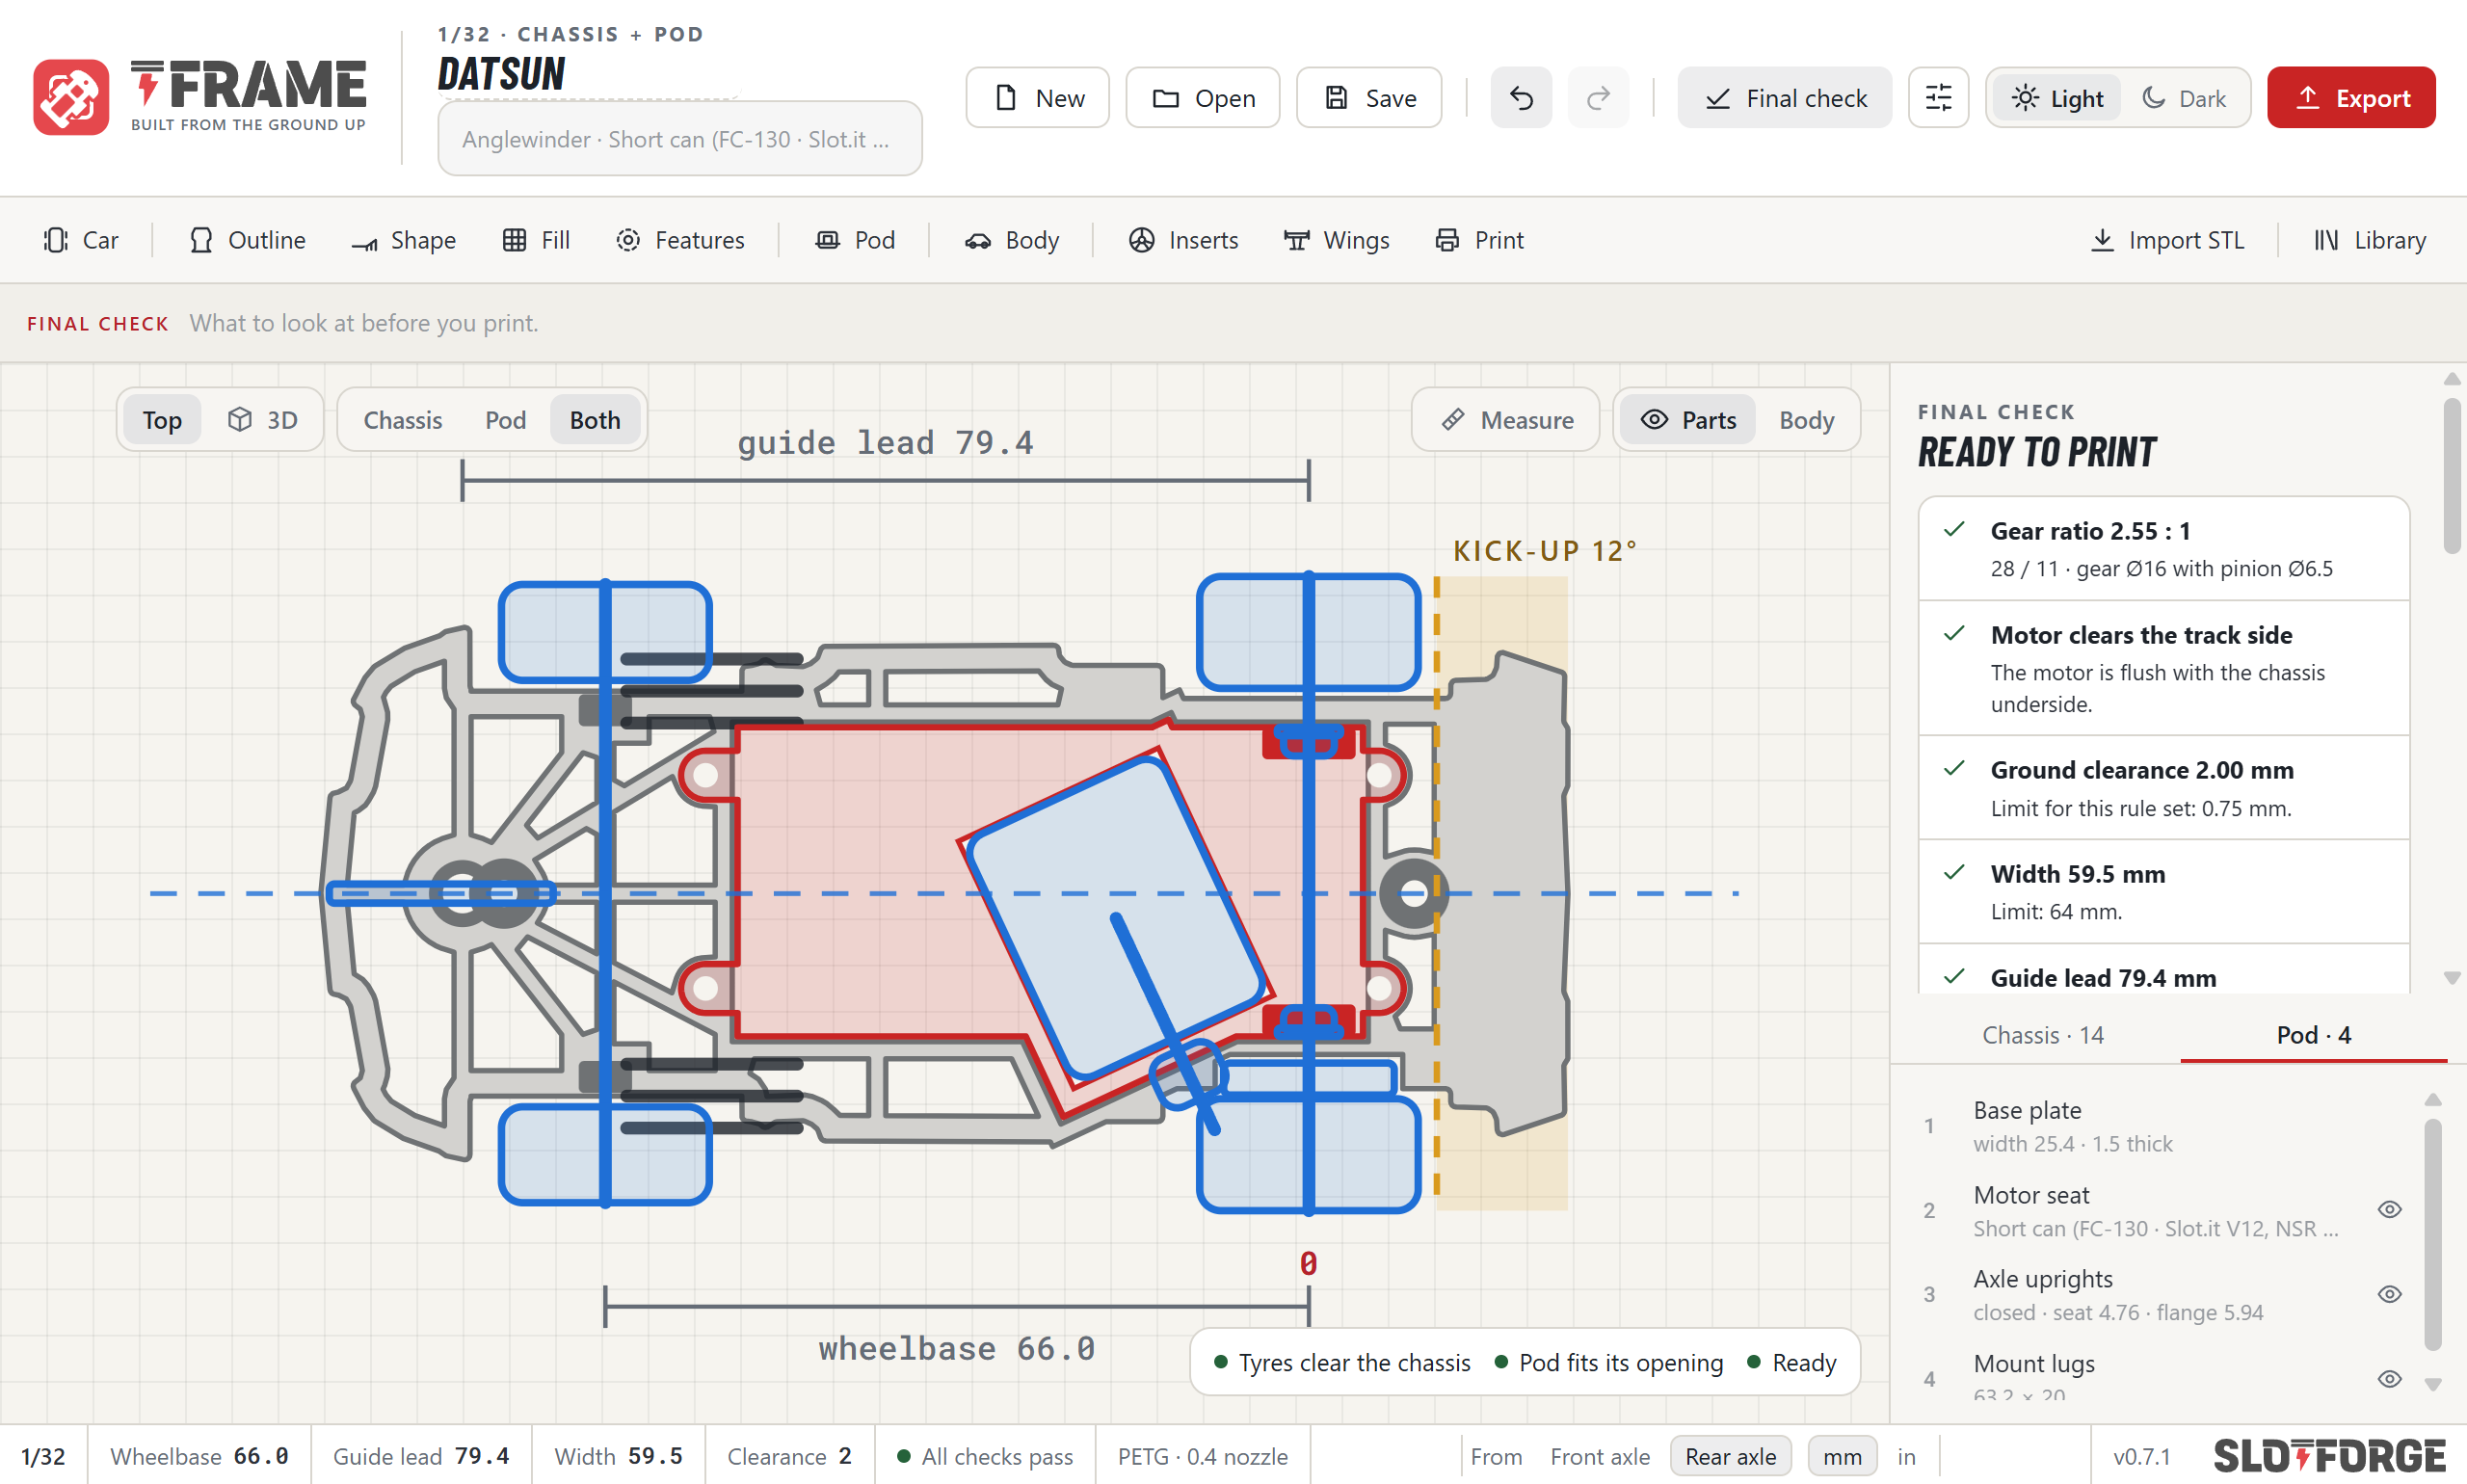 1/32 · CHASSIS + POD
FRAME
BUILT FROM THE GROUND UP
DATSUN
Anglewinder · Short can (FC-130 · Slot.it ...
New
Open
Save
Final check
Light
Dark
Export
Car
Outline
Shape
Fill
Features
Pod
Body
Inserts
Wings
Print
Import STL
Library
FINAL CHECK What to look at before you print.
Top
3D
Chassis
Pod
Both
Measure
Parts
Body
guide lead 79.4
KICK-UP 12°
0
wheelbase 66.0
Tyres clear the chassis
Pod fits its opening
Ready
FINAL CHECK
READY TO PRINT
Gear ratio 2.55 : 1
28 / 11 · gear Ø16 with pinion Ø6.5
Motor clears the track side
The motor is flush with the chassis
underside.
Ground clearance 2.00 mm
Limit for this rule set: 0.75 mm.
Width 59.5 mm
Limit: 64 mm.
Guide lead 79.4 mm
Chassis · 14
Pod · 4
1
Base plate
width 25.4 · 1.5 thick
2
Motor seat
Short can (FC-130 · Slot.it V12, NSR ...
3
Axle uprights
closed · seat 4.76 · flange 5.94
4
Mount lugs
63.2 × 20
1/32
Wheelbase 66.0
Guide lead 79.4
Width 59.5
Clearance 2
All checks pass
PETG · 0.4 nozzle
From
Front axle
Rear axle
mm
in
v0.7.1
SLOTFORGE